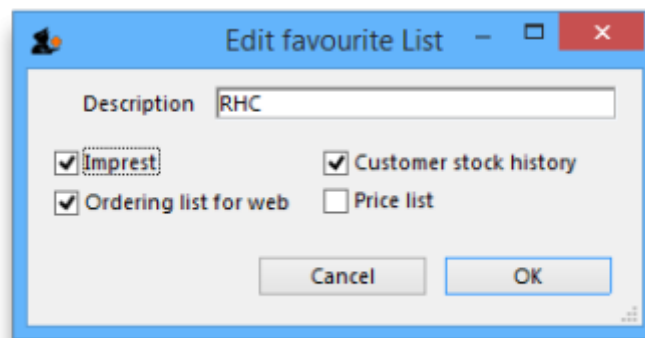 Edit favourite List
Description RHC
Imprest Customer stock history
Ordering list for web Price list
Cancel OK